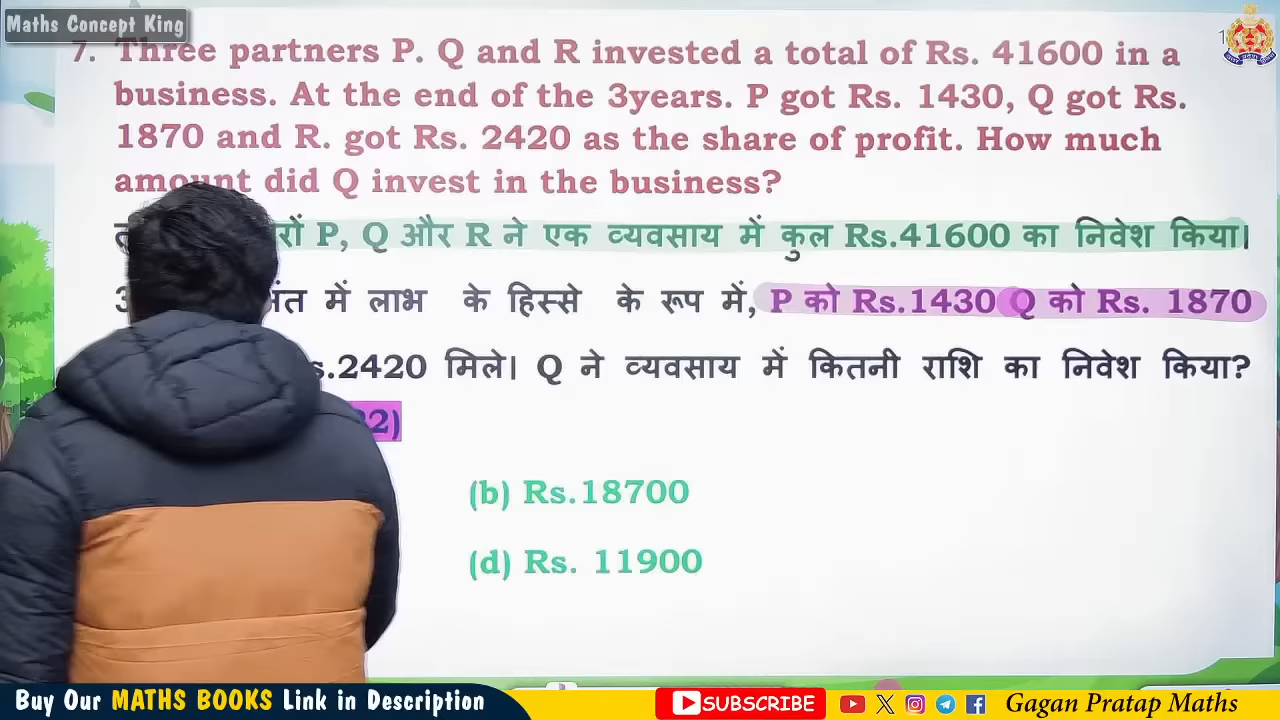 Maths Concept King
7. Three partners P. Q and R invested a total of Rs. 41600 in a
business. At the end of the 3years. P got Rs. 1430, Q got Rs.
1870 and R. got Rs. 2420 as the share of profit. How much
amount did Q invest in the business?
P, Q और R ने एक व्यवसाय में कुल Rs.41600 का निवेश किया।
में लाभ के हिस्से के रूप में, P को Rs.1430 Q को Rs. 1870
.2420 मिले। Q ने व्यवसाय में कितनी राशि का निवेश किया?
(b) Rs.18700
(d) Rs. 11900
Buy Our MATHS BOOKS Link in Description
SUBSCRIBE
Gagan Pratap Maths